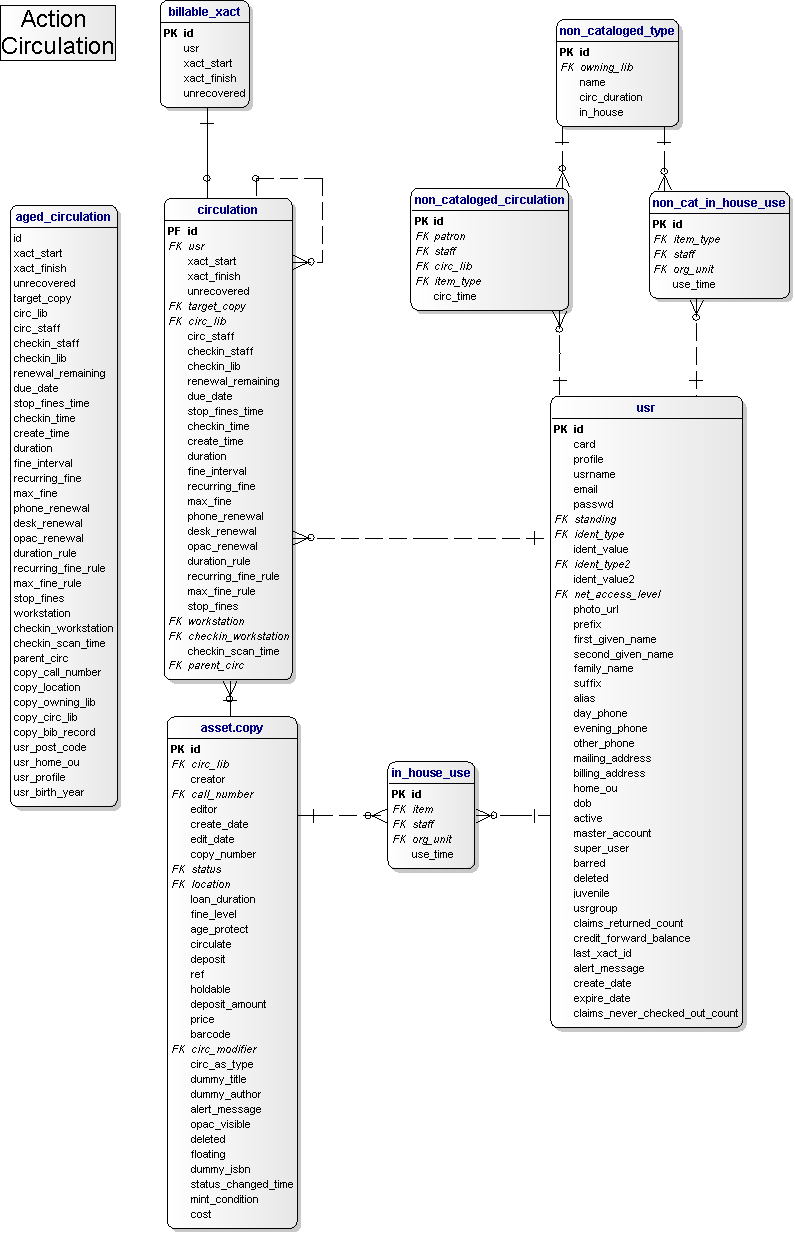 Action
Circulation
billable_xact
PK id
usr
xact_start
xact_finish
unrecovered
non_cataloged_type
PK id
FK owning_lib
name
circ_duration
in_house
aged_circulation
id
xact_start
xact_finish
unrecovered
target_copy
circ_lib
circ_staff
checkin_staff
checkin_lib
renewal_remaining
due_date
stop_fines_time
checkin_time
create_time
duration
fine_interval
recurring_fine
max_fine
phone_renewal
desk_renewal
opac_renewal
duration_rule
recurring_fine_rule
max_fine_rule
stop_fines
workstation
checkin_workstation
checkin_scan_time
parent_circ
copy_call_number
copy_location
copy_owning_lib
copy_circ_lib
copy_bib_record
usr_post_code
usr_home_ou
usr_profile
usr_birth_year
circulation
PF id
FK usr
xact_start
xact_finish
unrecovered
FK target_copy
FK circ_lib
circ_staff
checkin_staff
checkin_lib
renewal_remaining
due_date
stop_fines_time
checkin_time
create_time
duration
fine_interval
recurring_fine
max_fine
phone_renewal
desk_renewal
opac_renewal
duration_rule
recurring_fine_rule
max_fine_rule
stop_fines
FK workstation
FK checkin_workstation
checkin_scan_time
FK parent_circ
non_cataloged_circulation
PK id
FK patron
FK staff
FK circ_lib
FK item_type
circ_time
non_cat_in_house_use
PK id
FK item_type
FK staff
FK org_unit
use_time
usr
PK id
card
profile
usrname
email
passwd
FK standing
FK ident_type
ident_value
FK ident_type2
ident_value2
FK net_access_level
photo_url
prefix
first_given_name
second_given_name
family_name
suffix
alias
day_phone
evening_phone
other_phone
mailing_address
billing_address
home_ou
dob
active
master_account
super_user
barred
deleted
juvenile
usrgroup
claims_returned_count
credit_forward_balance
last_xact_id
alert_message
create_date
expire_date
claims_never_checked_out_count
asset.copy
PK id
FK circ_lib
creator
FK call_number
editor
create_date
edit_date
copy_number
FK status
FK location
loan_duration
fine_level
age_protect
circulate
deposit
ref
holdable
deposit_amount
price
barcode
FK circ_modifier
circ_as_type
dummy_title
dummy_author
alert_message
opac_visible
deleted
floating
dummy_isbn
status_changed_time
mint_condition
cost
in_house_use
PK id
FK item
FK staff
FK org_unit
use_time